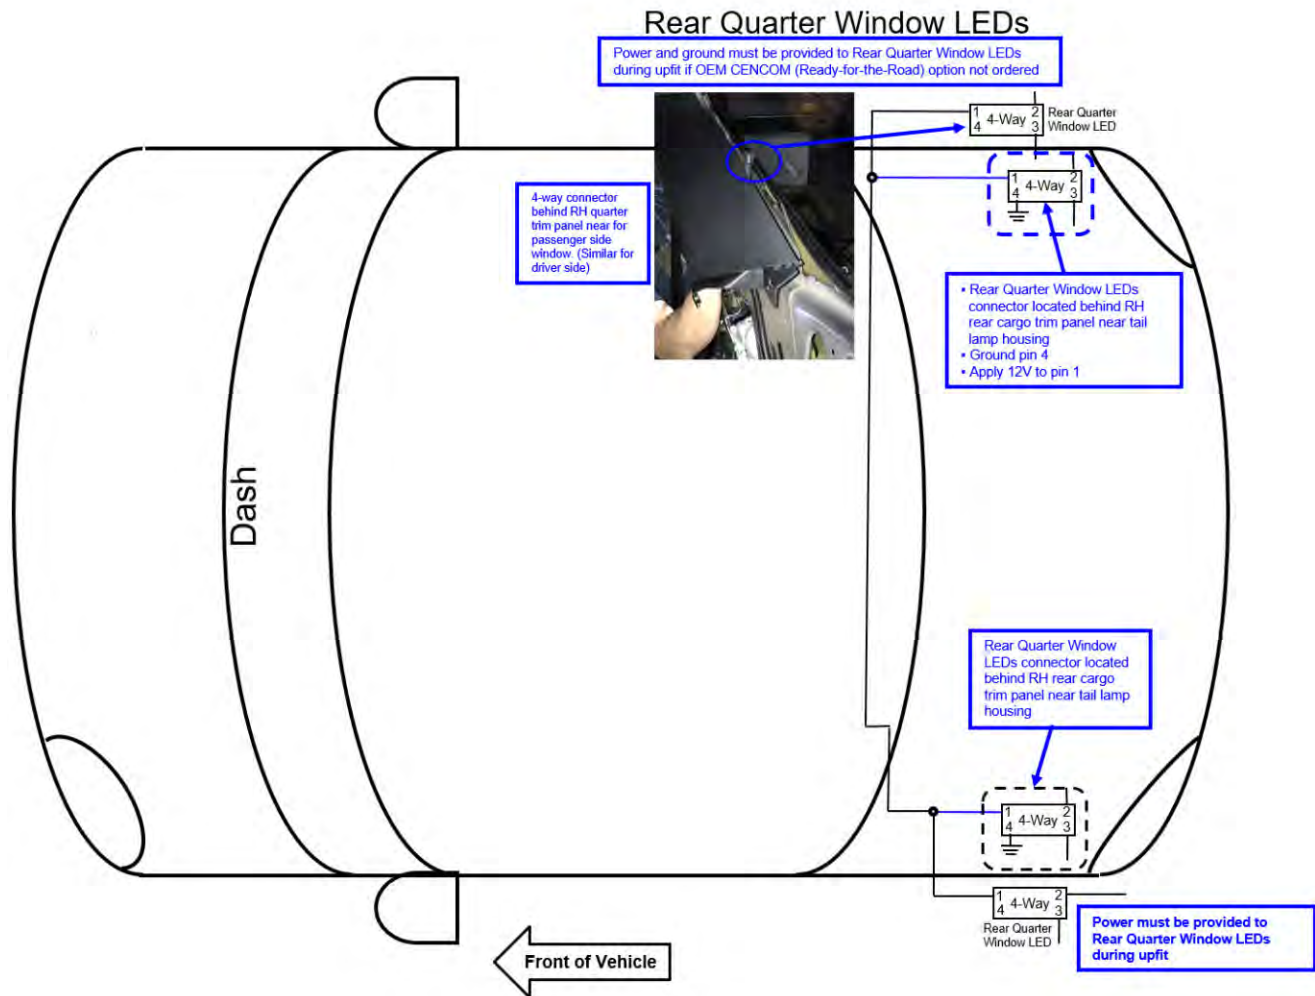 Rear Quarter Window LEDs
Power and ground must be provided to Rear Quarter Window LEDs
during upfit if OEM CENCOM (Ready-for-the-Road) option not ordered
1 4-Way 2
4 3
Rear Quarter
Window LED
1 4-Way 2
4 3
4-way connector
behind RH quarter
trim panel near for
passenger side
window. (Similar for
driver side)
• Rear Quarter Window LEDs
connector located behind RH
rear cargo trim panel near tail
lamp housing
• Ground pin 4
• Apply 12V to pin 1
Dash
Rear Quarter Window
LEDs connector located
behind RH rear cargo
trim panel near tail lamp
housing
1 4-Way 2
4 3
1 4-Way 2
4 3
Rear Quarter
Window LED
Power must be provided to
Rear Quarter Window LEDs
during upfit
Front of Vehicle